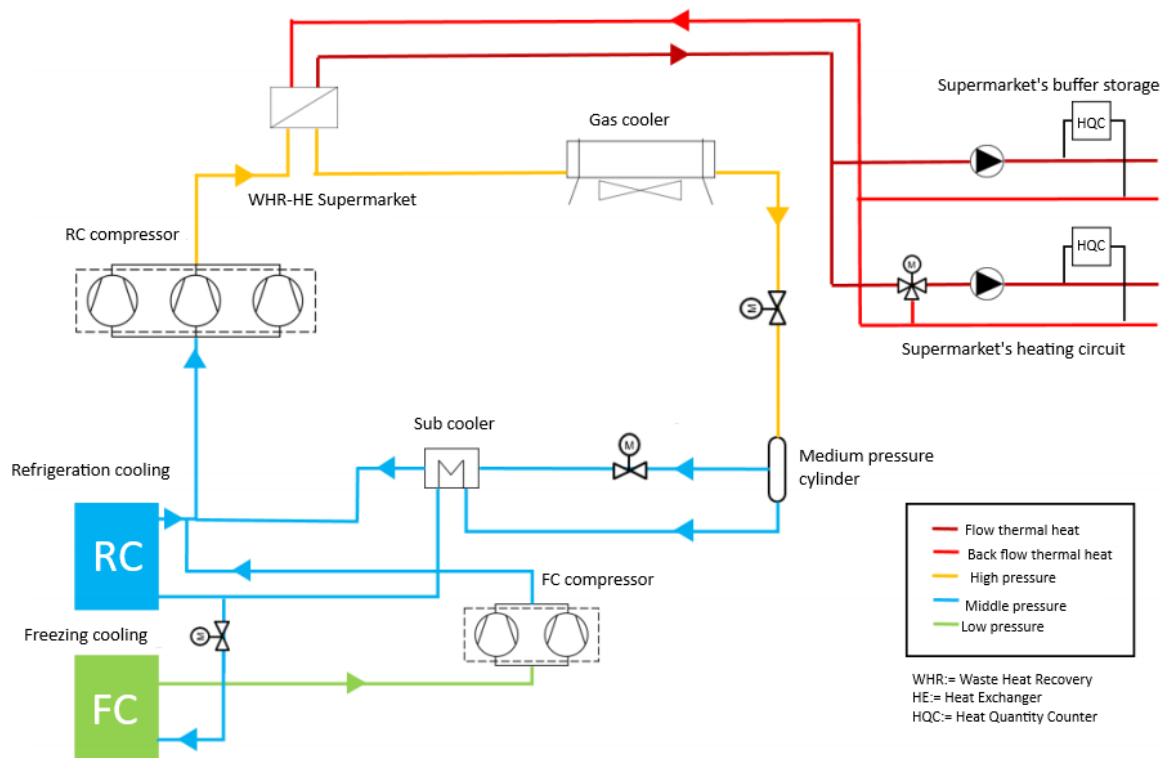 Supermarket's buffer storage
HQC
Gas cooler
WHR-HE Supermarket
RC compressor
HQC
M
M
Supermarket's heating circuit
Sub cooler
M
Refrigeration cooling
Medium pressure
cylinder
RC
FC compressor
Freezing cooling
M
FC
Flow thermal heat
Back flow thermal heat
High pressure
Middle pressure
Low pressure
WHR:= Waste Heat Recovery
HE:= Heat Exchanger
HQC:= Heat Quantity Counter